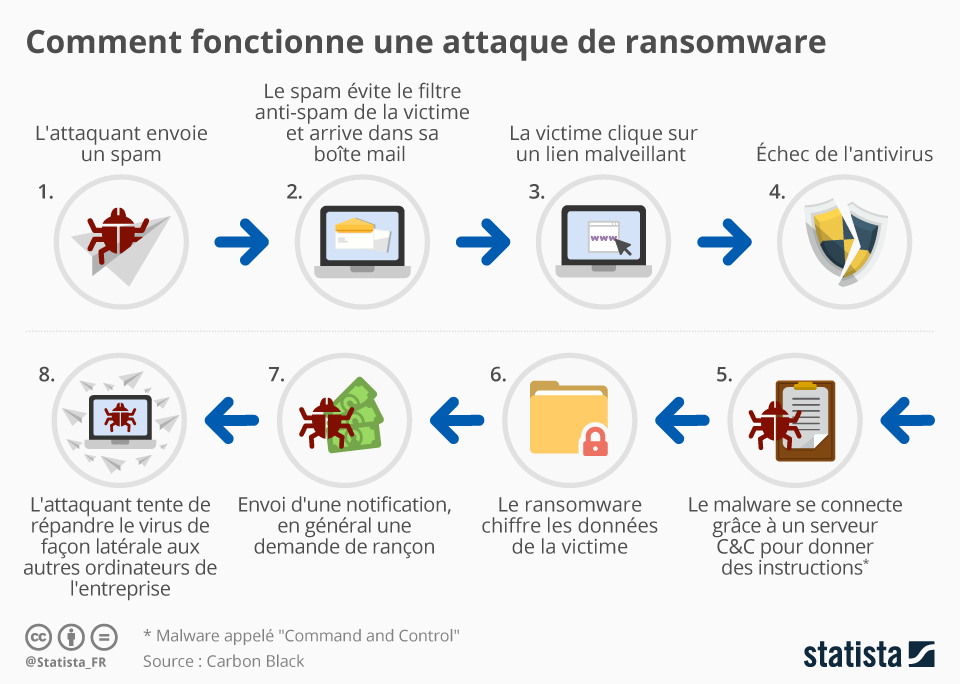 Comment fonctionne une attaque de ransomware
L'attaquant envoie
un spam
1.
Le spam évite le filtre
anti-spam de la victime
et arrive dans sa
boîte mail
2.
La victime clique sur
un lien malveillant
3.
www
Échec de l'antivirus
4.
5.
Le malware se connecte
grâce à un serveur
C&C pour donner
des instructions*
6.
Le ransomware
chiffre les données
de la victime
7.
Envoi d'une notification,
en général une
demande de rançon
8.
L'attaquant tente de
répandre le virus de
façon latérale aux
autres ordinateurs de
l'entreprise
cc
@Statista_FR
* Malware appelé "Command and Control"
Source : Carbon Black
statista